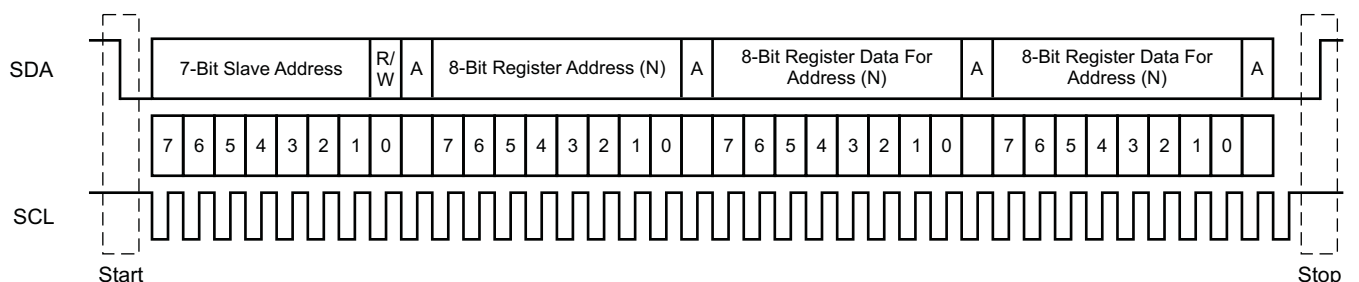 SDA
7-Bit Slave Address
R/
W
A
8-Bit Register Address (N)
A
8-Bit Register Data For
Address (N)
A
8-Bit Register Data For
Address (N)
A
7 6 5 4 3 2 1 0 7 6 5 4 3 2 1 0 7 6 5 4 3 2 1 0 7 6 5 4 3 2 1 0
SCL
Start Stop